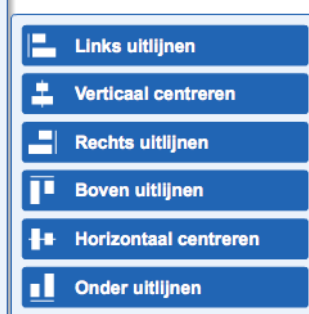 Links uitlijnen
Verticaal centreren
Rechts uitlijnen
Boven uitlijnen
Horizontaal centreren
Onder uitlijnen